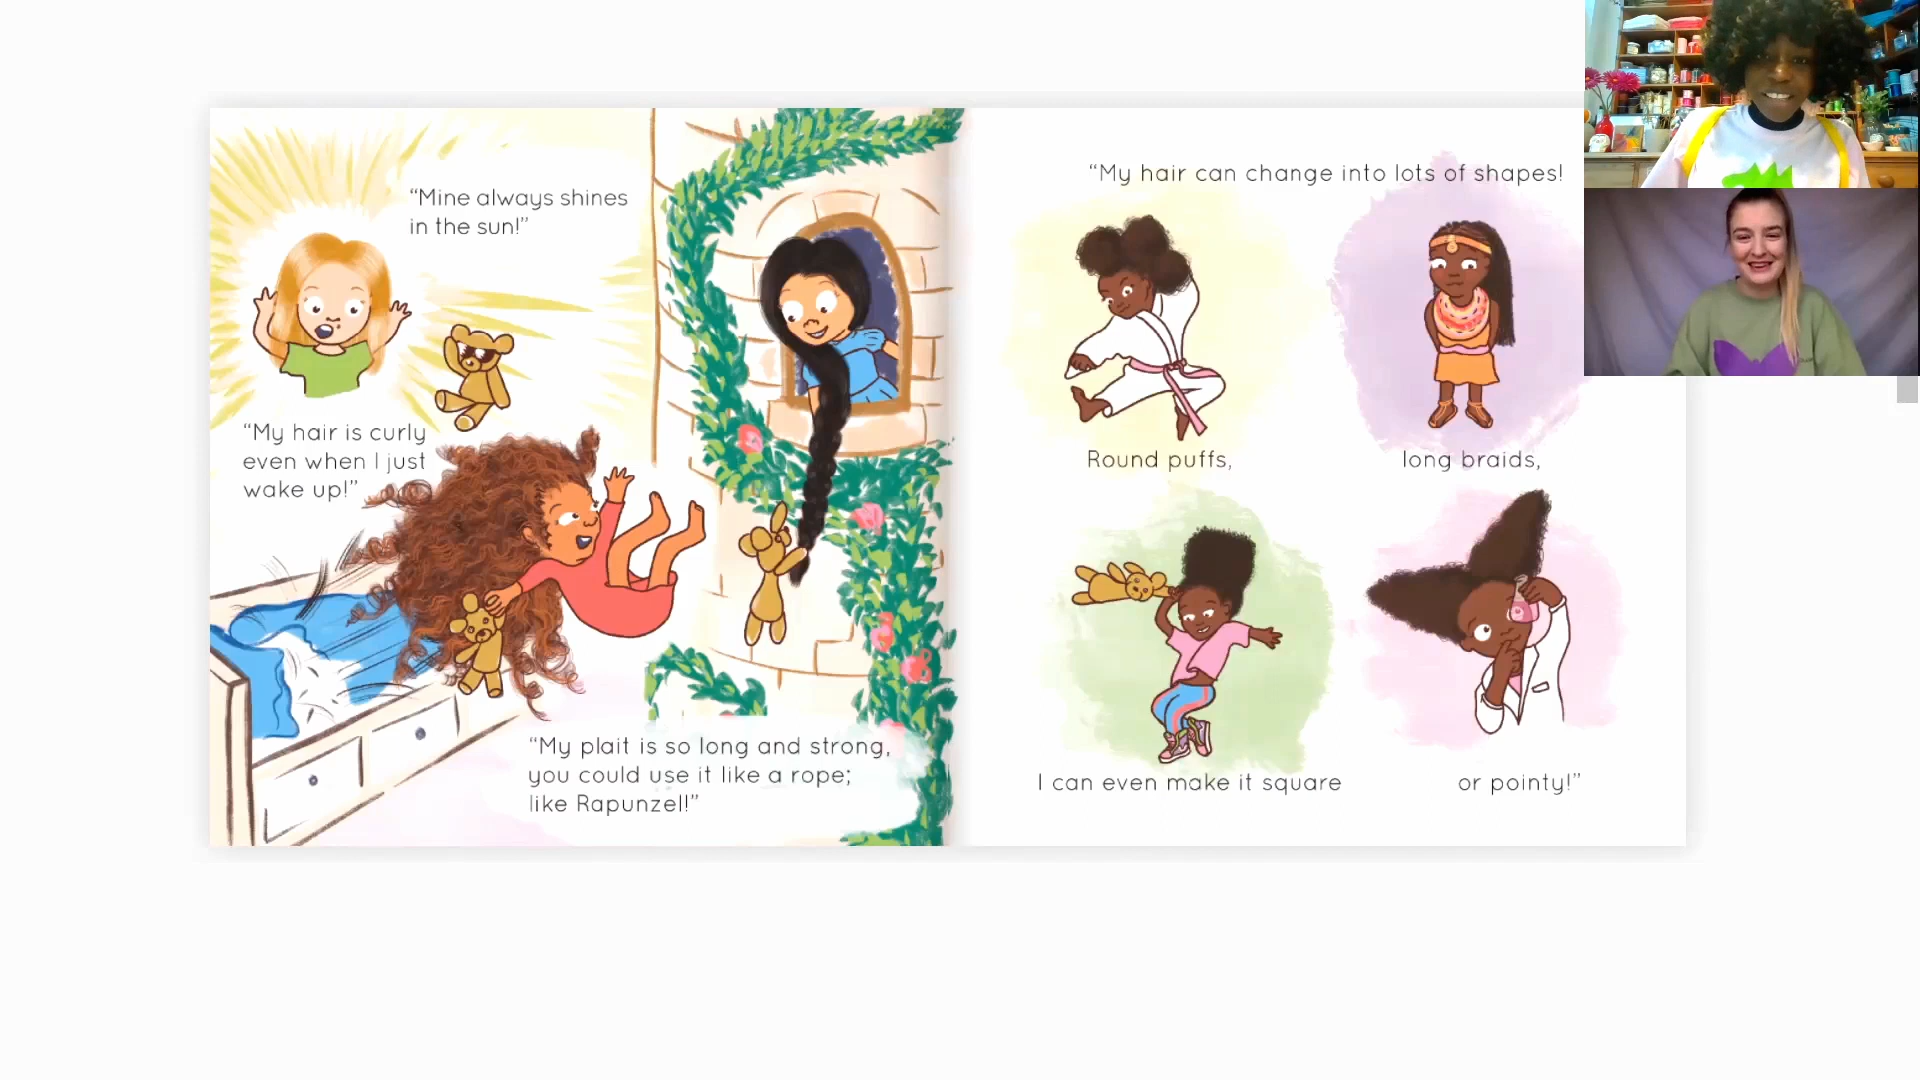 “Mine always shines
in the sun!”
“My hair is curly
even when I just
wake up!”
“My plait is so long and strong,
you could use it like a rope;
like Rapunzel!”
“My hair can change into lots of shapes!
Round puffs,
long braids,
I can even make it square
or pointy!”